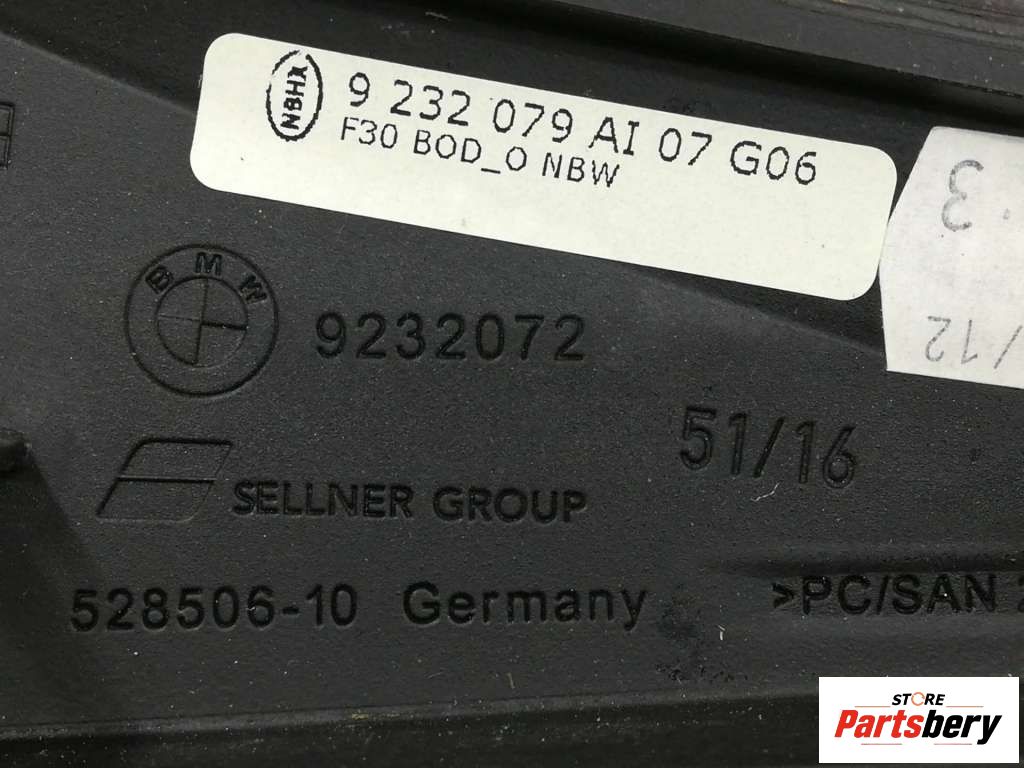 NBHX
9 232 079 AI 07 G06
F30 BOD_O NBW
3
/12
BMW
9232072
51/16
SELLNER GROUP
528506-10 Germany >PC/SAN
STORE
Partsbery